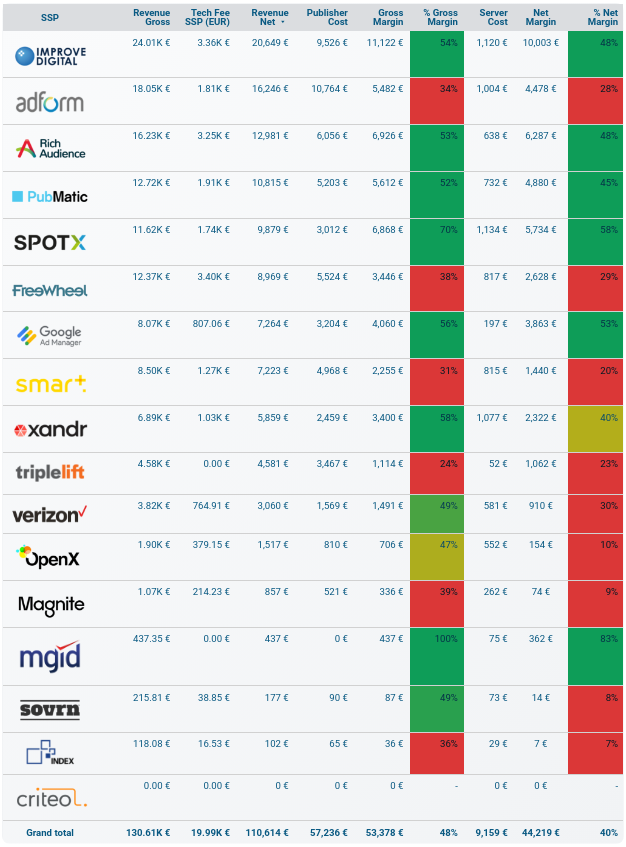 SSP Revenue Gross Tech Fee SSP (EUR) Revenue Net Publisher Cost Gross Margin % Gross Margin Server Cost Net Margin % Net Margin
IMPROVE DIGITAL 24.01K € 3.36K € 20,649 € 9,526 € 11,122 € 54% 1,120 € 10,003 € 48%
adform 18.05K € 1.81K € 16,246 € 10,764 € 5,482 € 34% 1,004 € 4,478 € 28%
Rich Audience 16.23K € 3.25K € 12,981 € 6,056 € 6,926 € 53% 638 € 6,287 € 48%
PubMatic 12.72K € 1.91K € 10,815 € 5,203 € 5,612 € 52% 732 € 4,880 € 45%
SPOTX 11.62K € 1.74K € 9,879 € 3,012 € 6,868 € 70% 1,134 € 5,734 € 58%
FreeWheel 12.37K € 3.40K € 8,969 € 5,524 € 3,446 € 38% 817 € 2,628 € 29%
Google Ad Manager 8.07K € 807.06 € 7,264 € 3,204 € 4,060 € 56% 197 € 3,863 € 53%
smart 8.50K € 1.27K € 7,223 € 4,968 € 2,255 € 31% 815 € 1,440 € 20%
xandr 6.89K € 1.03K € 5,859 € 2,459 € 3,400 € 58% 1,077 € 2,322 € 40%
triplelift 4.58K € 0.00 € 4,581 € 3,467 € 1,114 € 24% 52 € 1,062 € 23%
verizon 3.82K € 764.91 € 3,060 € 1,569 € 1,491 € 49% 581 € 910 € 30%
OpenX 1.90K € 379.15 € 1,517 € 810 € 706 € 47% 552 € 154 € 10%
Magnite 1.07K € 214.23 € 857 € 521 € 336 € 39% 262 € 74 € 9%
mgid 437.35 € 0.00 € 437 € 0 € 437 € 100% 75 € 362 € 83%
sovrn 215.81 € 38.85 € 177 € 90 € 87 € 49% 73 € 14 € 8%
INDEX 118.08 € 16.53 € 102 € 65 € 36 € 36% 29 € 7 € 7%
criteo 0.00 € 0.00 € 0 € 0 € 0 € - 0 € 0 € -
Grand total 130.61K € 19.99K € 110,614 € 57,236 € 53,378 € 48% 9,159 € 44,219 € 40%